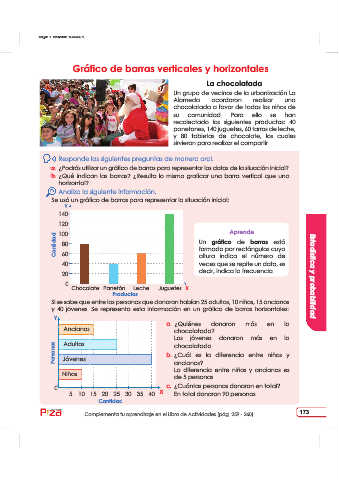 Gráfico de barras verticales y horizontales
La chocolatada
Un grupo de vecinos de la urbanización La
Alameda acordaron realizar una
chocolatada a favor de todos los niños de
su comunidad. Para ello se han
recolectado los siguientes productos: 40
panetones, 140 juguetes, 60 tarros de leche,
y 80 tabletas de chocolate, los cuales
sirvieron para realizar el compartir
Responde las siguientes preguntas de manera oral.
a. ¿Podrás utilizar un gráfico de barras para representar los datos de la situación inicial?
b. ¿Qué indican las barras? ¿Resulta lo mismo graficar una barra vertical que una
horizontal?
Analiza la siguiente información.
Se usó un gráfico de barras para representar la situación inicial:
Y
140
120
100
80
60
40
20
0
Cantidad
Chocolate Panetón Leche Juguetes X
Productos
Aprende
Un gráfico de barras está
formado por rectángulos cuya
altura indica el número de
veces que se repite un dato, es
decir, indica la frecuencia
Estadística y probabilidad
Si se sabe que entre las personas que donaron habían 25 adultos, 10 niños, 15 ancianos
y 40 jóvenes. Se representa esta información en un gráfico de barras horizontales:
Y
Personas
Ancianos
Adultos
Jóvenes
Niños
0
5 10 15 20 25 30 35 40 X
Cantidad
a. ¿Quiénes donaron más en la
chocolatada?
Los jóvenes donaron más en la
chocolatada
b. ¿Cuál es la diferencia entre niños y
ancianos?
La diferencia entre niños y ancianos es
de 5 personas
c. ¿Cuántas personas donaron en total?
En total donaron 90 personas
Complementa tu aprendizaje en el Libro de Actividades (pág. 259 - 260)
173